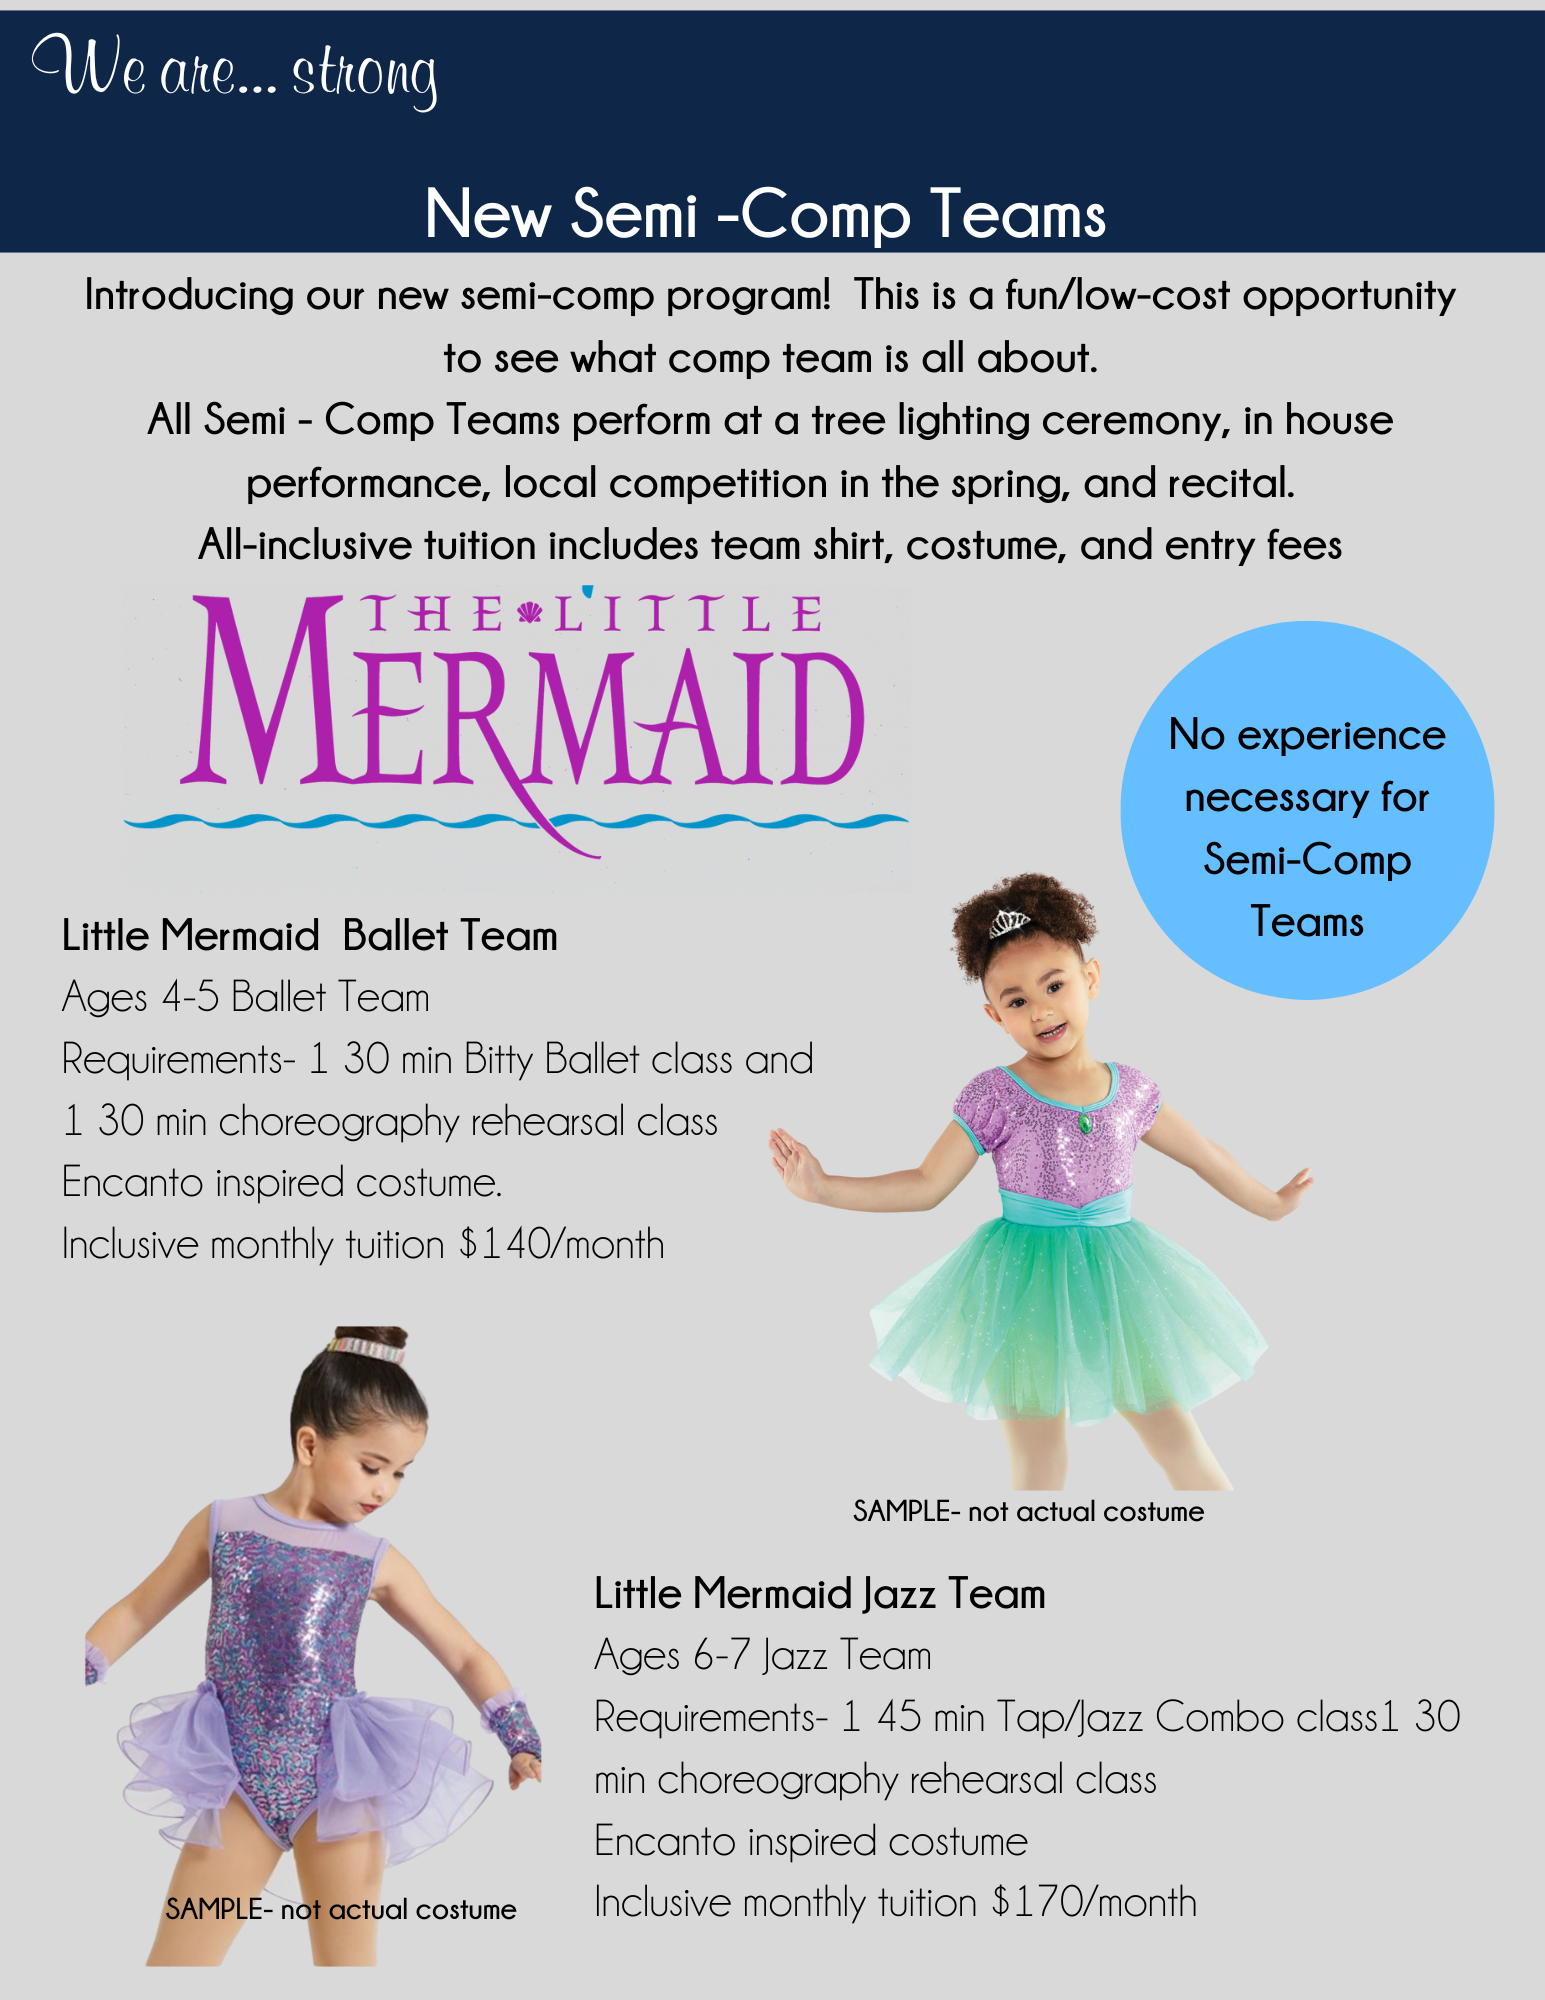 We are... strong
New Semi -Comp Teams
Introducing our new semi-comp program!  This is a fun/low-cost opportunity
to see what comp team is all about.
All Semi - Comp Teams perform at a tree lighting ceremony, in house
performance, local competition in the spring, and recital.
All-inclusive tuition includes team shirt, costume, and entry fees
THE LITTLE
MERMAID
No experience
necessary for
Semi-Comp
Teams
Little Mermaid  Ballet Team
Ages 4-5 Ballet Team
Requirements- 1 30 min Bitty Ballet class and
1 30 min choreography rehearsal class
Encanto inspired costume.
Inclusive monthly tuition $140/month
SAMPLE- not actual costume
Little Mermaid Jazz Team
Ages 6-7 Jazz Team
Requirements- 1 45 min Tap/Jazz Combo class1 30
min choreography rehearsal class
Encanto inspired costume
Inclusive monthly tuition $170/month
SAMPLE- not actual costume